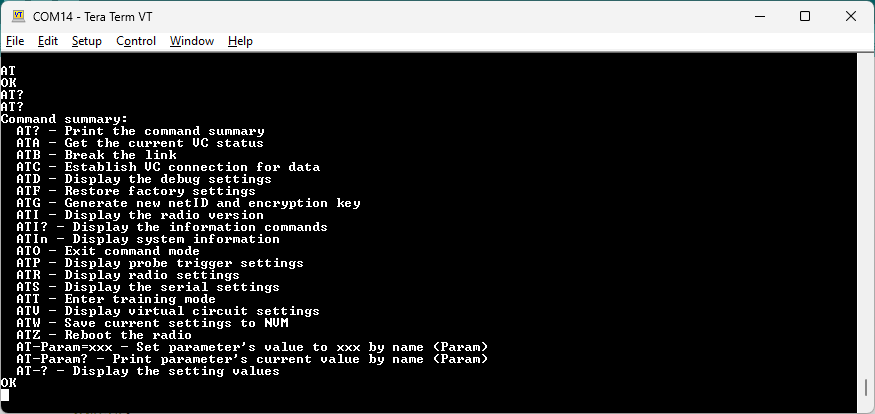 COM14 - Tera Term VT
File Edit Setup Control Window Help
AT
OK
AT?
AT?
Command summary:
AT? - Print the command summary
ATA - Get the current VC status
ATB - Break the link
ATC - Establish VC connection for data
ATD - Display the debug settings
ATF - Restore factory settings
ATG - Generate new netID and encryption key
ATI - Display the radio version
ATI? - Display the information commands
ATIn - Display system information
ATO - Exit command mode
ATP - Display probe trigger settings
ATR - Display radio settings
ATS - Display the serial settings
ATT - Enter training mode
ATV - Display virtual circuit settings
ATW - Save current settings to NVM
ATZ - Reboot the radio
AT-Param=xxx - Set parameter's value to xxx by name (Param)
AT-Param? - Print parameter's current value by name (Param)
AT-? - Display the setting values
OK